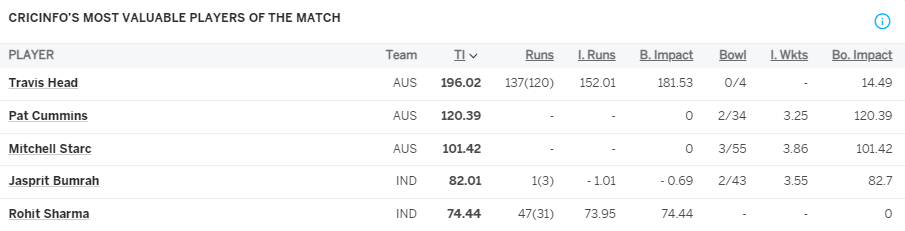 CRICINFO'S MOST VALUABLE PLAYERS OF THE MATCH
PLAYER Team TI Runs I. Runs B. Impact Bowl I. Wkts Bo. Impact
Travis Head AUS 196.02 137(120) 152.01 181.53 0/4 - 14.49
Pat Cummins AUS 120.39 - - 0 2/34 3.25 120.39
Mitchell Starc AUS 101.42 - - 0 3/55 3.86 101.42
Jasprit Bumrah IND 82.01 1(3) - 1.01 - 0.69 2/43 3.55 82.7
Rohit Sharma IND 74.44 47(31) 73.95 74.44 - - 0